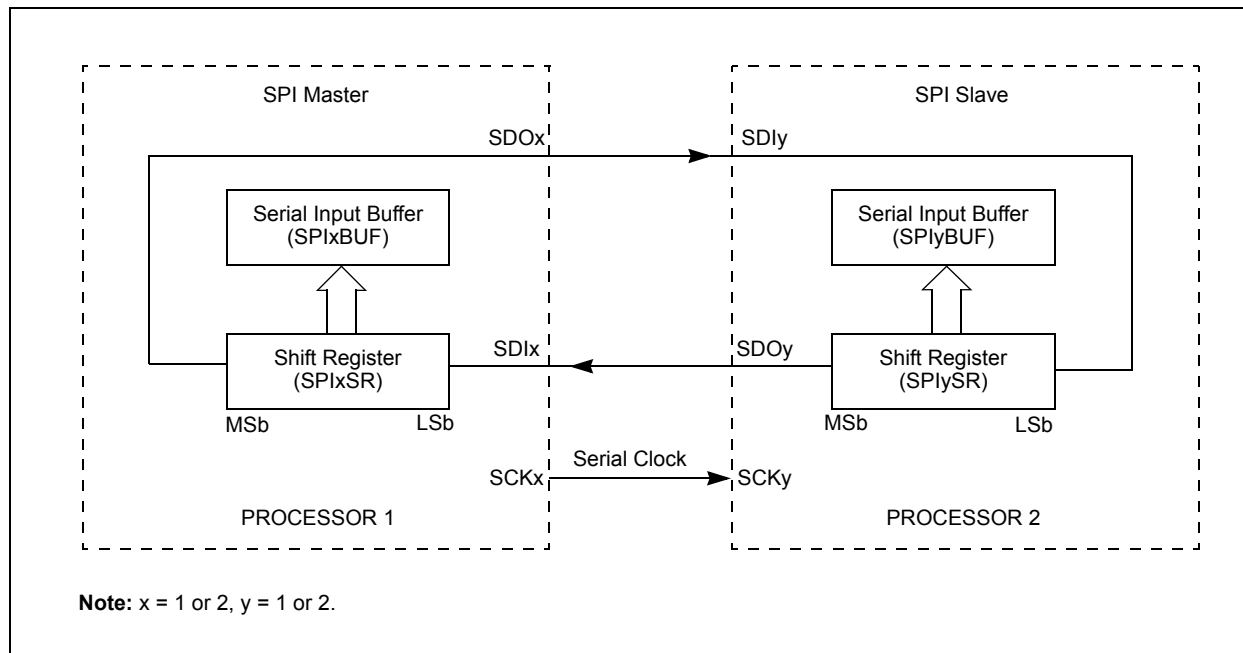 SPI Master
SDOx
Serial Input Buffer
(SPIxBUF)
Shift Register
(SPIxSR)
MSb
LSb
SDIx
SCKx
PROCESSOR 1
Serial Clock
SPI Slave
SDIy
Serial Input Buffer
(SPIyBUF)
SDOy
Shift Register
(SPIySR)
MSb
LSb
SCKy
PROCESSOR 2
Note: x = 1 or 2, y = 1 or 2.